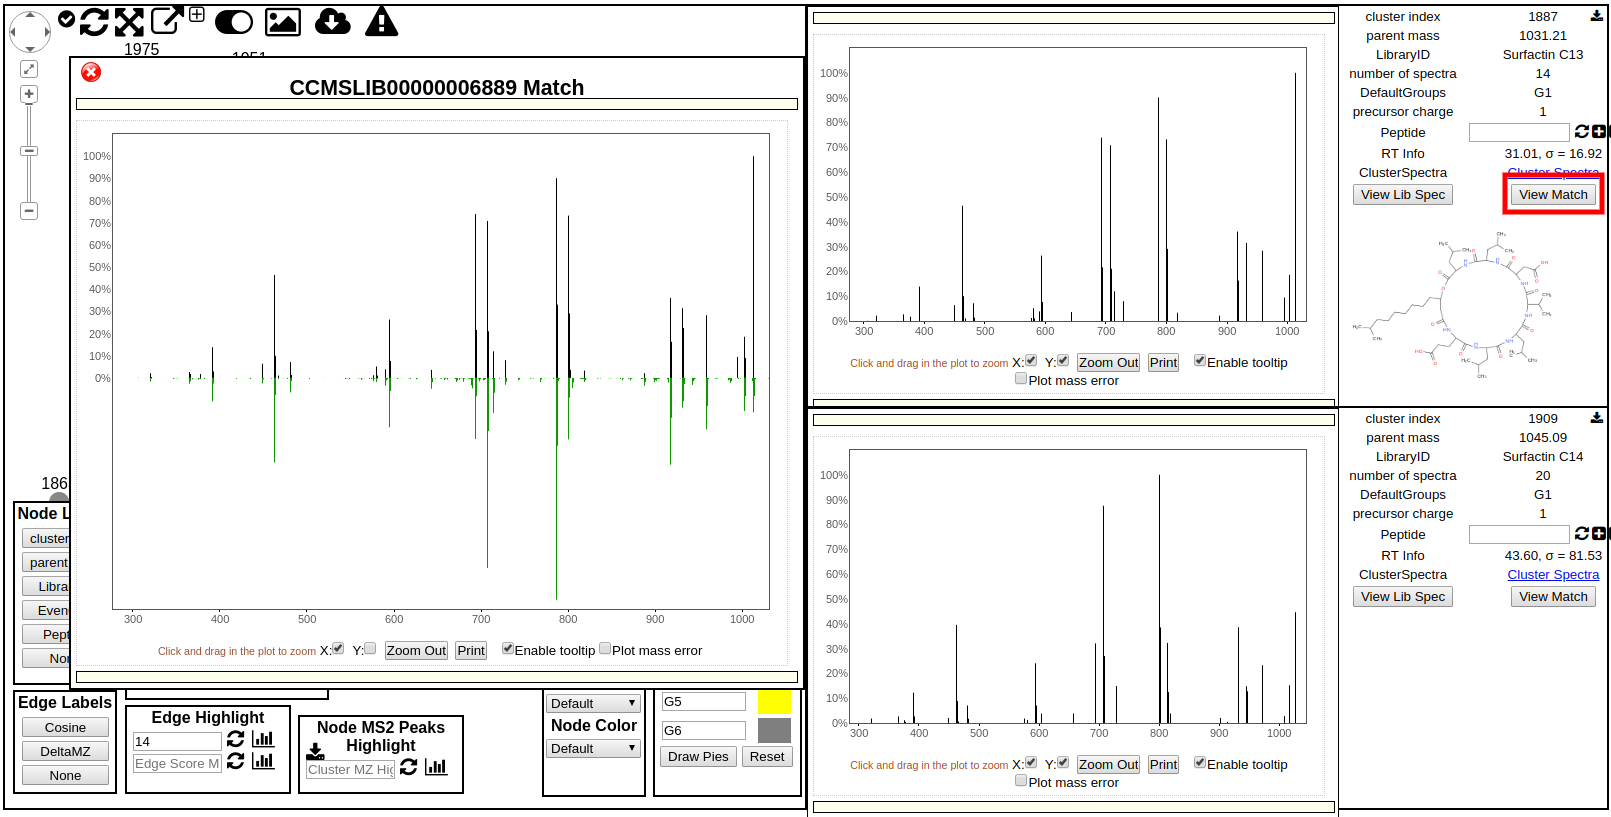 1975
1951
CCMSLIB00000006889 Match
100%
90%
80%
70%
60%
50%
40%
30%
20%
10%
0%
300 400 500 600 700 800 900 1000
Click and drag in the plot to zoom X: Y: Zoom Out Print Enable tooltip Plot mass error
186
Node L
cluster
parent
Libra
Even
Pept
Nor
Edge Labels
Cosine
DeltaMZ
None
Edge Highlight
14
Edge Score M
Node MS2 Peaks
Highlight
Cluster MZ Hig
Default
Node Color
Default
G5
G6
Draw Pies Reset
100%
90%
80%
70%
60%
50%
40%
30%
20%
10%
0%
300 400 500 600 700 800 900 1000
Click and drag in the plot to zoom X: Y: Zoom Out Print Enable tooltip
Plot mass error
cluster index 1887
parent mass 1031.21
LibraryID Surfactin C13
number of spectra 14
DefaultGroups G1
precursor charge 1
Peptide
RT Info 31.01, σ = 16.92
ClusterSpectra Cluster Spectra
View Lib Spec View Match
100%
90%
80%
70%
60%
50%
40%
30%
20%
10%
0%
300 400 500 600 700 800 900 1000
Click and drag in the plot to zoom X: Y: Zoom Out Print Enable tooltip
Plot mass error
cluster index 1909
parent mass 1045.09
LibraryID Surfactin C14
number of spectra 20
DefaultGroups G1
precursor charge 1
Peptide
RT Info 43.60, σ = 81.53
ClusterSpectra Cluster Spectra
View Lib Spec View Match